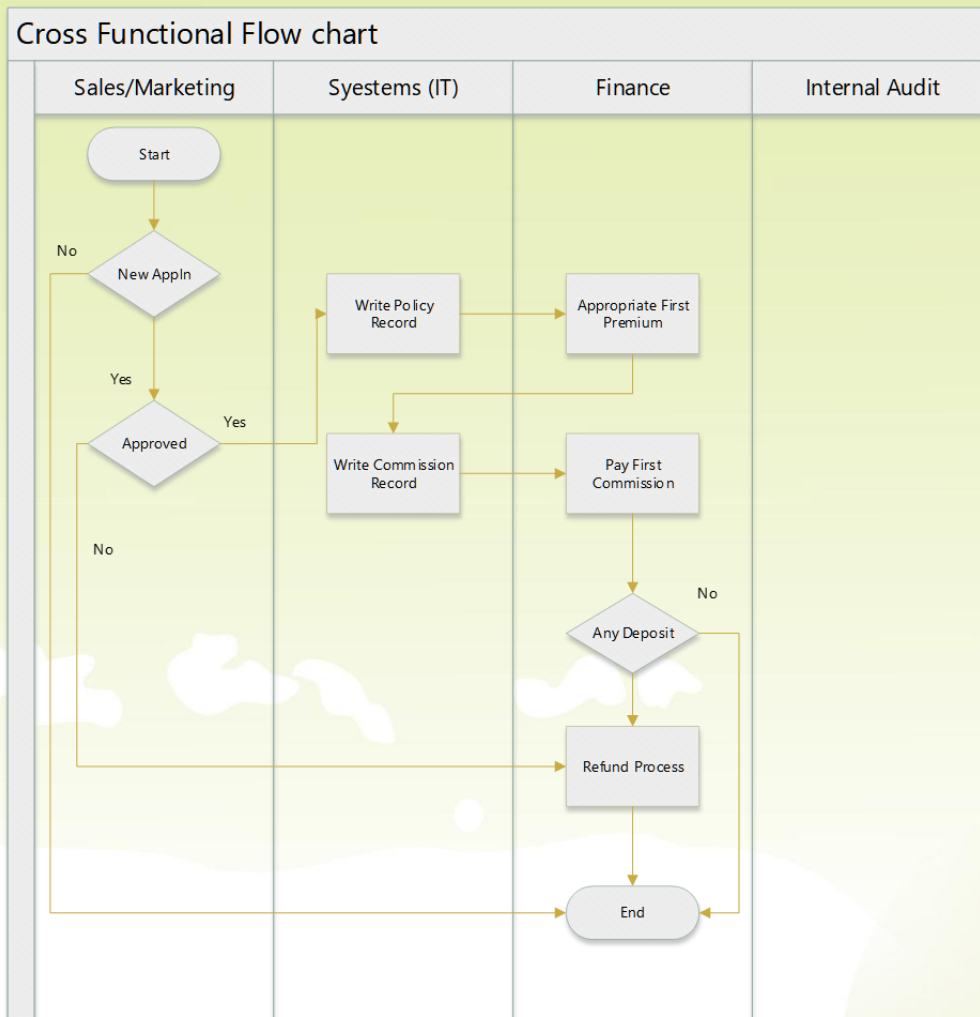 Cross Functional Flow chart
Sales/Marketing
Syestems (IT)
Finance
Internal Audit
Start
No
New AppIn
Write Policy
Record
Appropriate First
Premium
Yes
Approved
Yes
Write Commission
Record
Pay First
Commission
No
No
Any Deposit
Refund Process
End